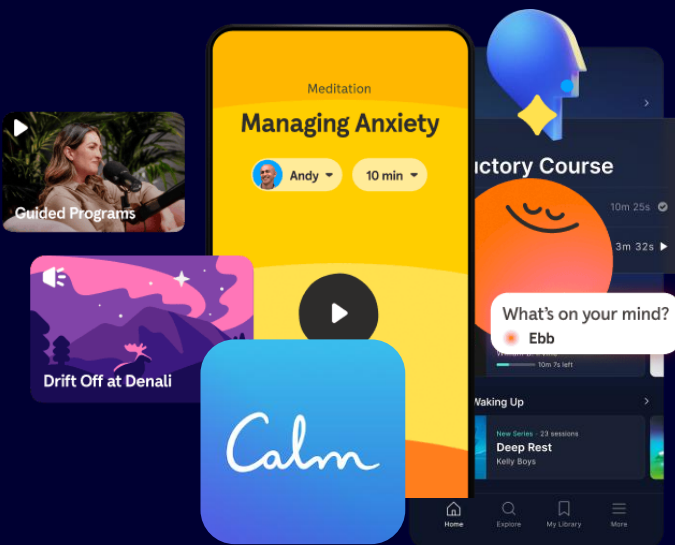 Meditation
Managing Anxiety
Andy
10 min
Guided Programs
Drift Off at Denali
Calm
uctory Course
10m 25s
3m 32s
What's on your mind?
Ebb
10m 7s left
Waking Up
New Series · 23 sessions
Deep Rest
Kelly Boys
Home
Explore
My Library
More